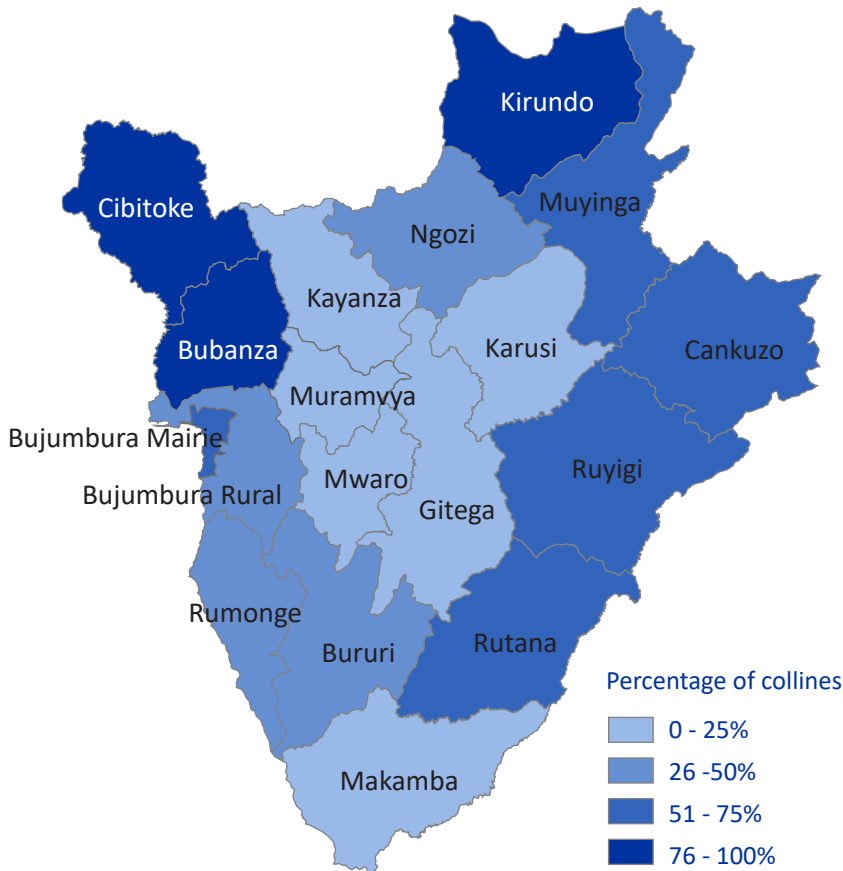 Kirundo
Cibitoke
Muyinga
Ngozi
Kayanza
Bubanza
Karusi
Cankuzo
Muramvya
Bujumbura Mairie
Ruyigi
Mwaro
Bujumbura Rural
Gitega
Rumonge
Rutana
Bururi
Makamba
Percentage of collines
0 - 25%
26 -50%
51 - 75%
76 - 100%